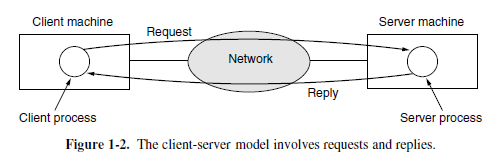 Client machine
Server machine
Request
Network
Reply
Client process
Server process
Figure 1-2. The client-server model involves requests and replies.